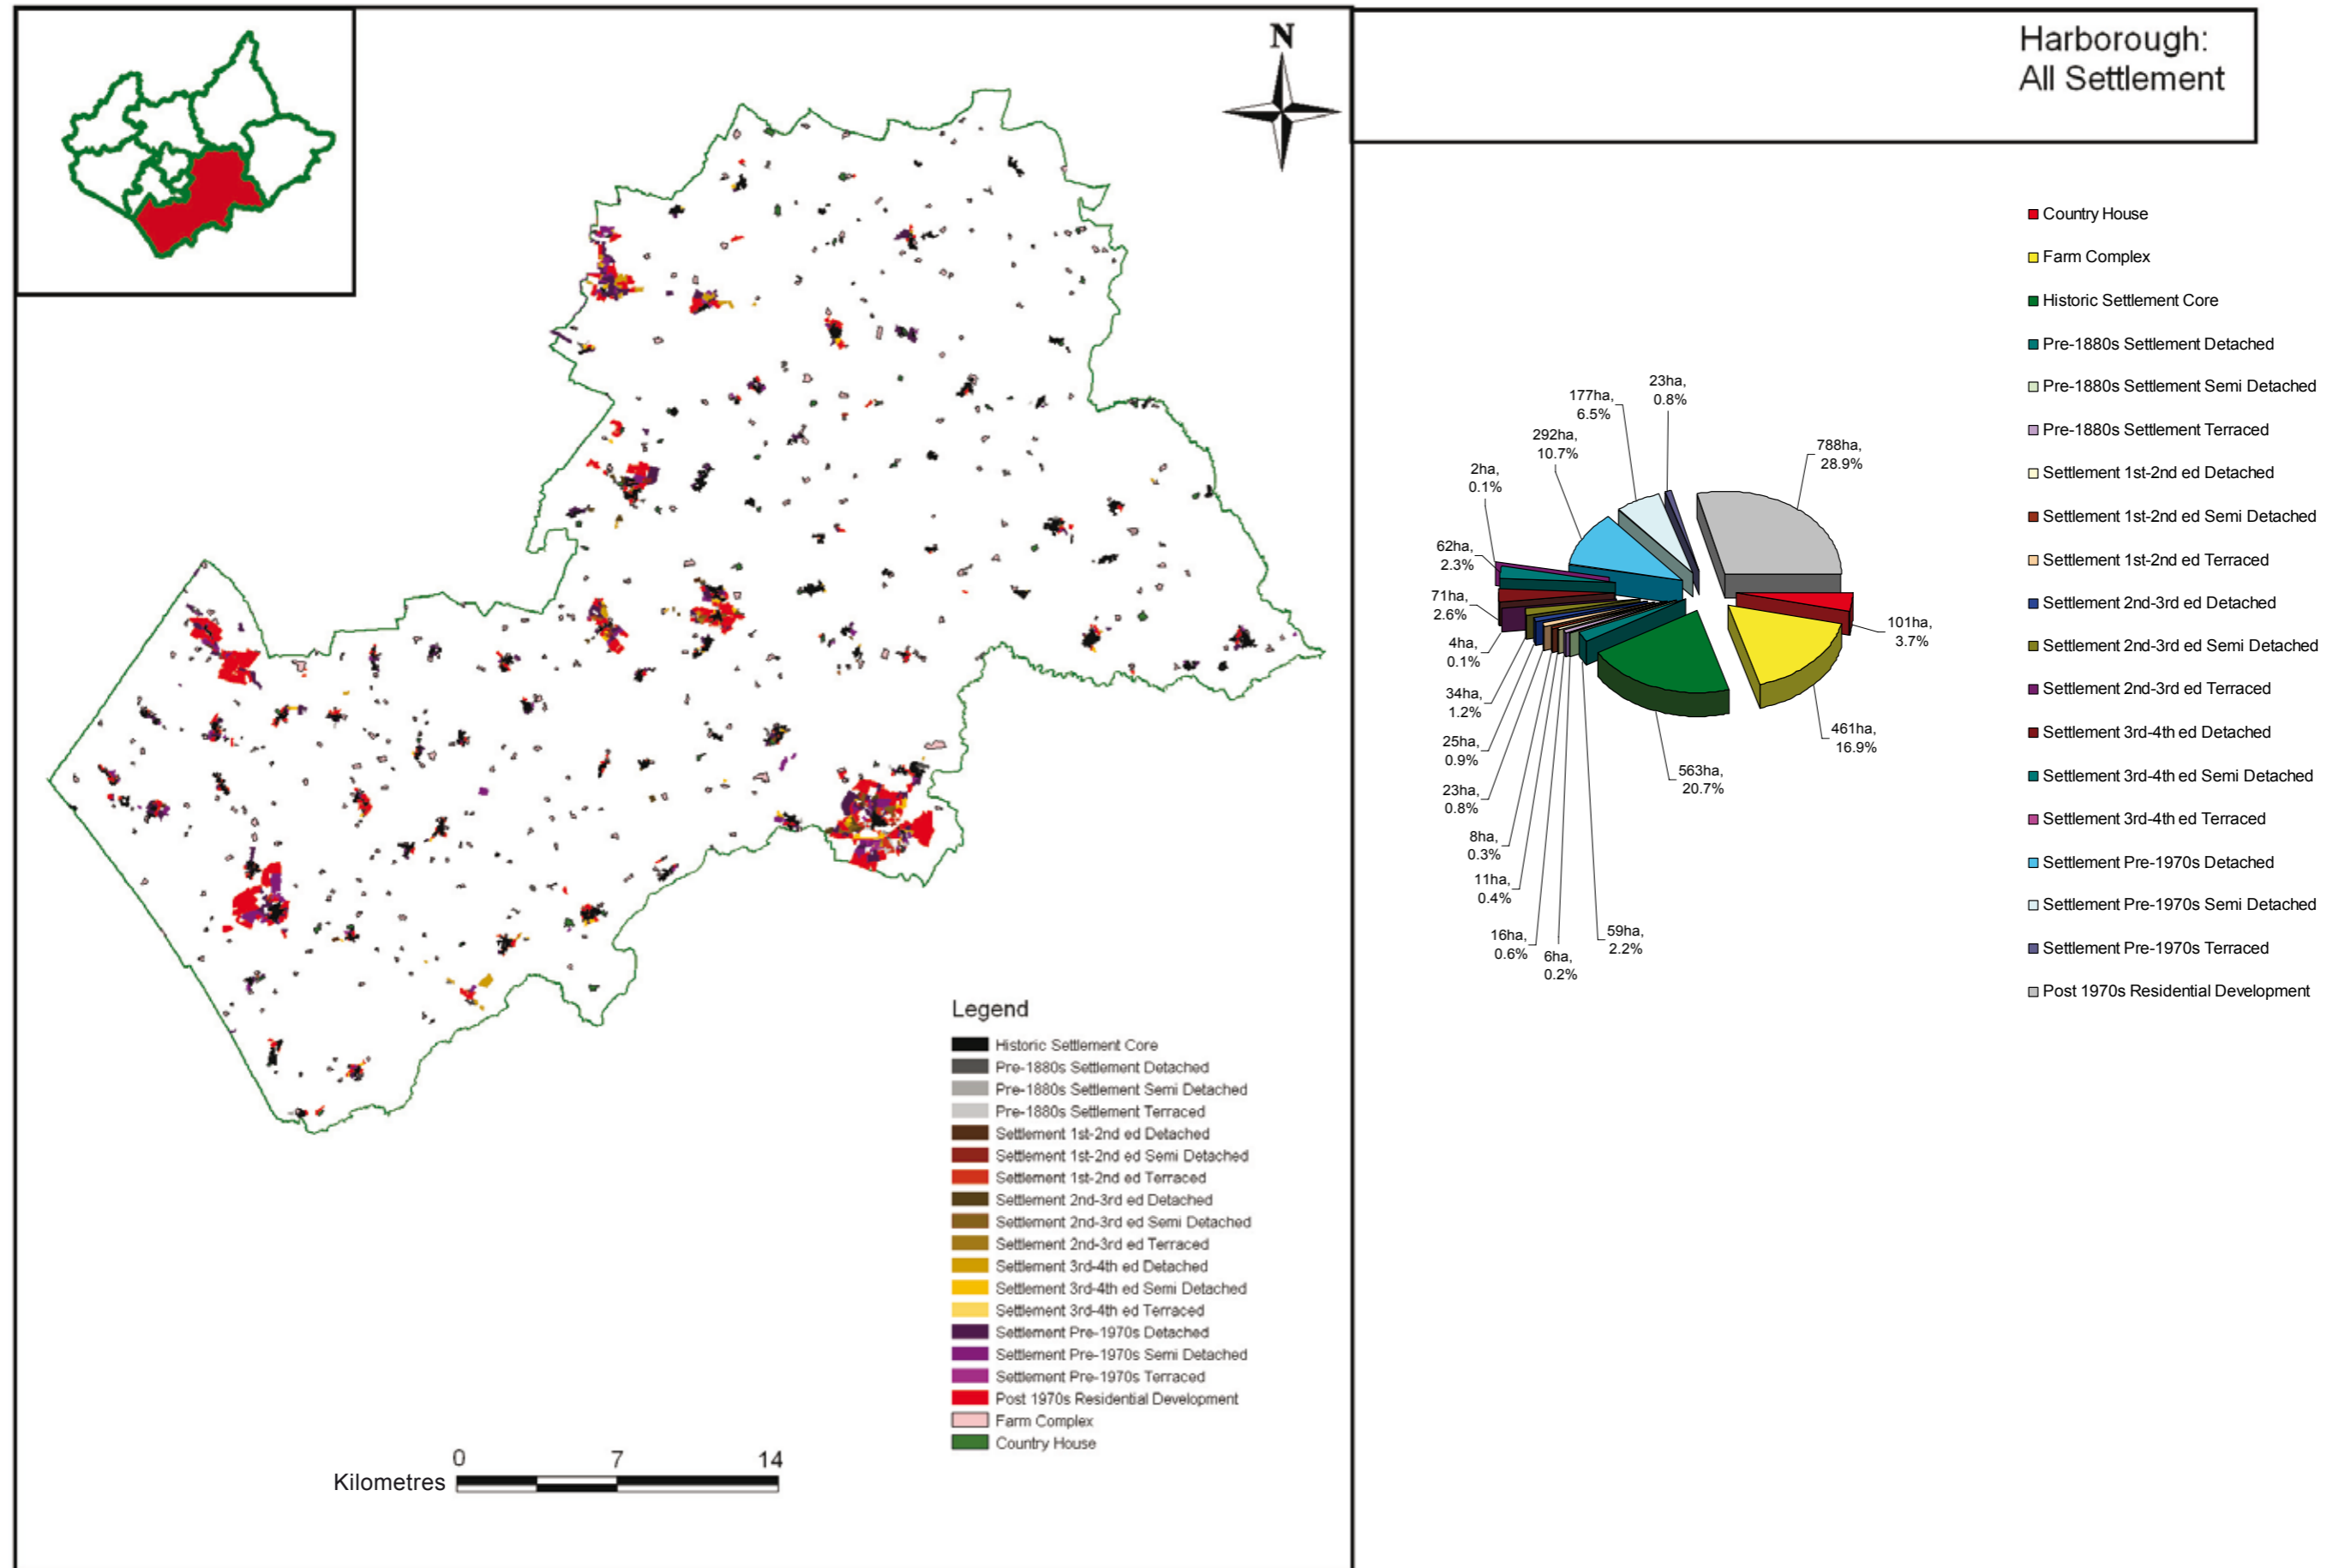 N
Harborough:
All Settlement
Legend
Historic Settlement Core
Pre-1880s Settlement Detached
Pre-1880s Settlement Semi Detached
Pre-1880s Settlement Terraced
Settlement 1st-2nd ed Detached
Settlement 1st-2nd ed Semi Detached
Settlement 1st-2nd ed Terraced
Settlement 2nd-3rd ed Detached
Settlement 2nd-3rd ed Semi Detached
Settlement 2nd-3rd ed Terraced
Settlement 3rd-4th ed Detached
Settlement 3rd-4th ed Semi Detached
Settlement 3rd-4th ed Terraced
Settlement Pre-1970s Detached
Settlement Pre-1970s Semi Detached
Settlement Pre-1970s Terraced
Post 1970s Residential Development
Farm Complex
Country House
0 7 14
Kilometres
23ha,
0.8%
177ha,
6.5%
292ha,
10.7%
2ha,
0.1%
62ha,
2.3%
71ha,
2.6%
4ha,
0.1%
34ha,
1.2%
25ha,
0.9%
23ha,
0.8%
8ha,
0.3%
11ha,
0.4%
16ha,
0.6%
6ha,
0.2%
59ha,
2.2%
563ha,
20.7%
461ha,
16.9%
101ha,
3.7%
788ha,
28.9%
Country House
Farm Complex
Historic Settlement Core
Pre-1880s Settlement Detached
Pre-1880s Settlement Semi Detached
Pre-1880s Settlement Terraced
Settlement 1st-2nd ed Detached
Settlement 1st-2nd ed Semi Detached
Settlement 1st-2nd ed Terraced
Settlement 2nd-3rd ed Detached
Settlement 2nd-3rd ed Semi Detached
Settlement 2nd-3rd ed Terraced
Settlement 3rd-4th ed Detached
Settlement 3rd-4th ed Semi Detached
Settlement 3rd-4th ed Terraced
Settlement Pre-1970s Detached
Settlement Pre-1970s Semi Detached
Settlement Pre-1970s Terraced
Post 1970s Residential Development